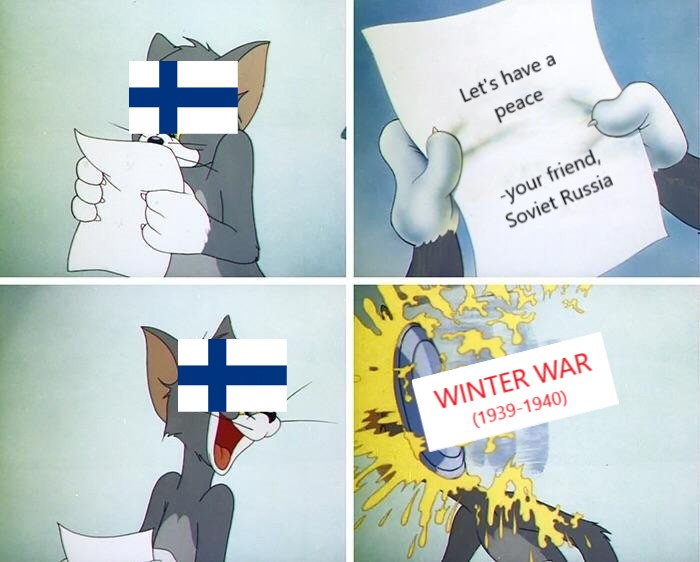 Let's have a
peace
-your friend,
Soviet Russia
WINTER WAR
(1939-1940)